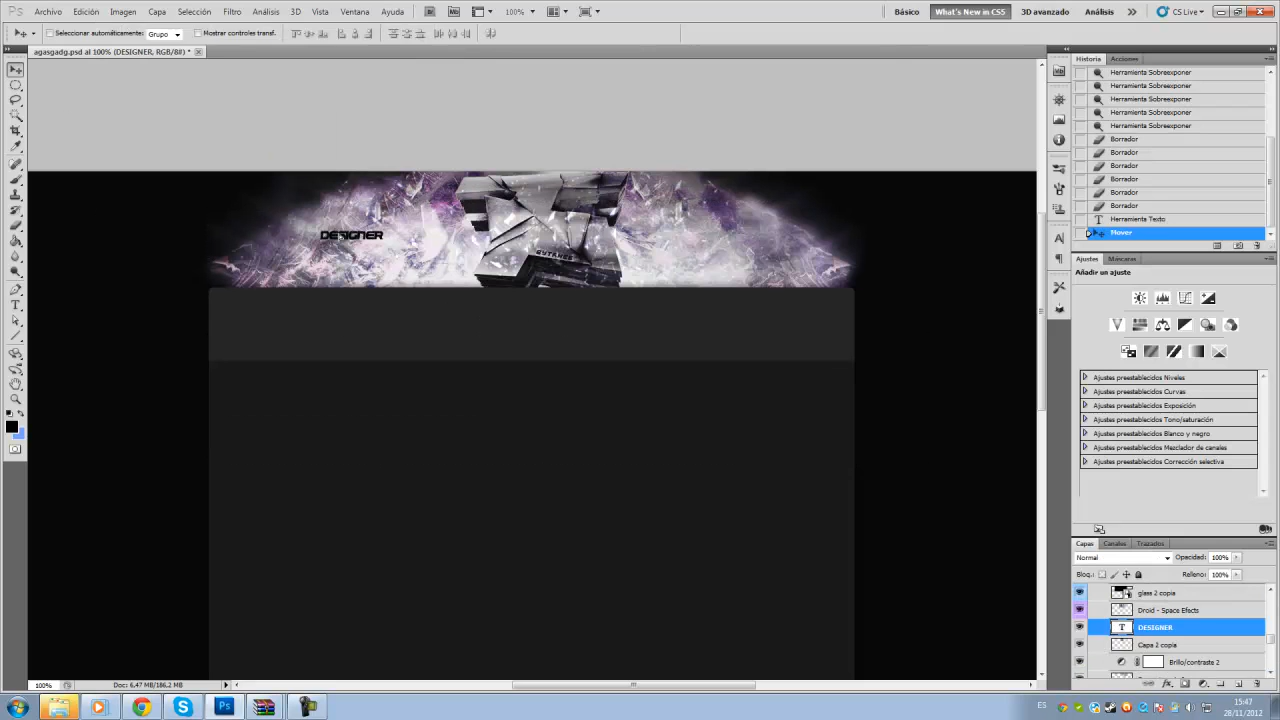 Ps Archivo Edición Imagen Capa Selección Filtro Análisis 3D Vista Ventana Ayuda Br Mb 100% Básico What's New in CS5 3D avanzado Análisis CS Live
Seleccionar automáticamente: Grupo Mostrar controles transf.
agasgadg.psd al 100% (DESIGNER, RGB/8#) *
Historia Acciones
Herramienta Sobreexponer
Herramienta Sobreexponer
Herramienta Sobreexponer
Herramienta Sobreexponer
Herramienta Sobreexponer
Borrador
Borrador
Borrador
Borrador
Borrador
Borrador
Herramienta Texto
Mover
DESIGNER
Ajustes Máscaras
Añadir un ajuste
Ajustes preestablecidos Niveles
Ajustes preestablecidos Curvas
Ajustes preestablecidos Exposición
Ajustes preestablecidos Tono/saturación
Ajustes preestablecidos Blanco y negro
Ajustes preestablecidos Mezclador de canales
Ajustes preestablecidos Corrección selectiva
Capas Canales Trazados
Normal Opacidad: 100%
Bloq.: Relleno: 100%
glass 2 copia
Droid - Space Efects
T DESIGNER
Capa 2 copia
Brillo/contraste 2
100% Doc: 6,47 MB/186,2 MB
ES 15:47
28/11/2012